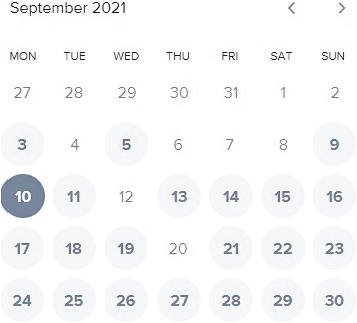 September 2021
MON TUE WED THU FRI SAT SUN
27 28 29 30 31 1 2
3 4 5 6 7 8 9
10 11 12 13 14 15 16
17 18 19 20 21 22 23
24 25 26 27 28 29 30